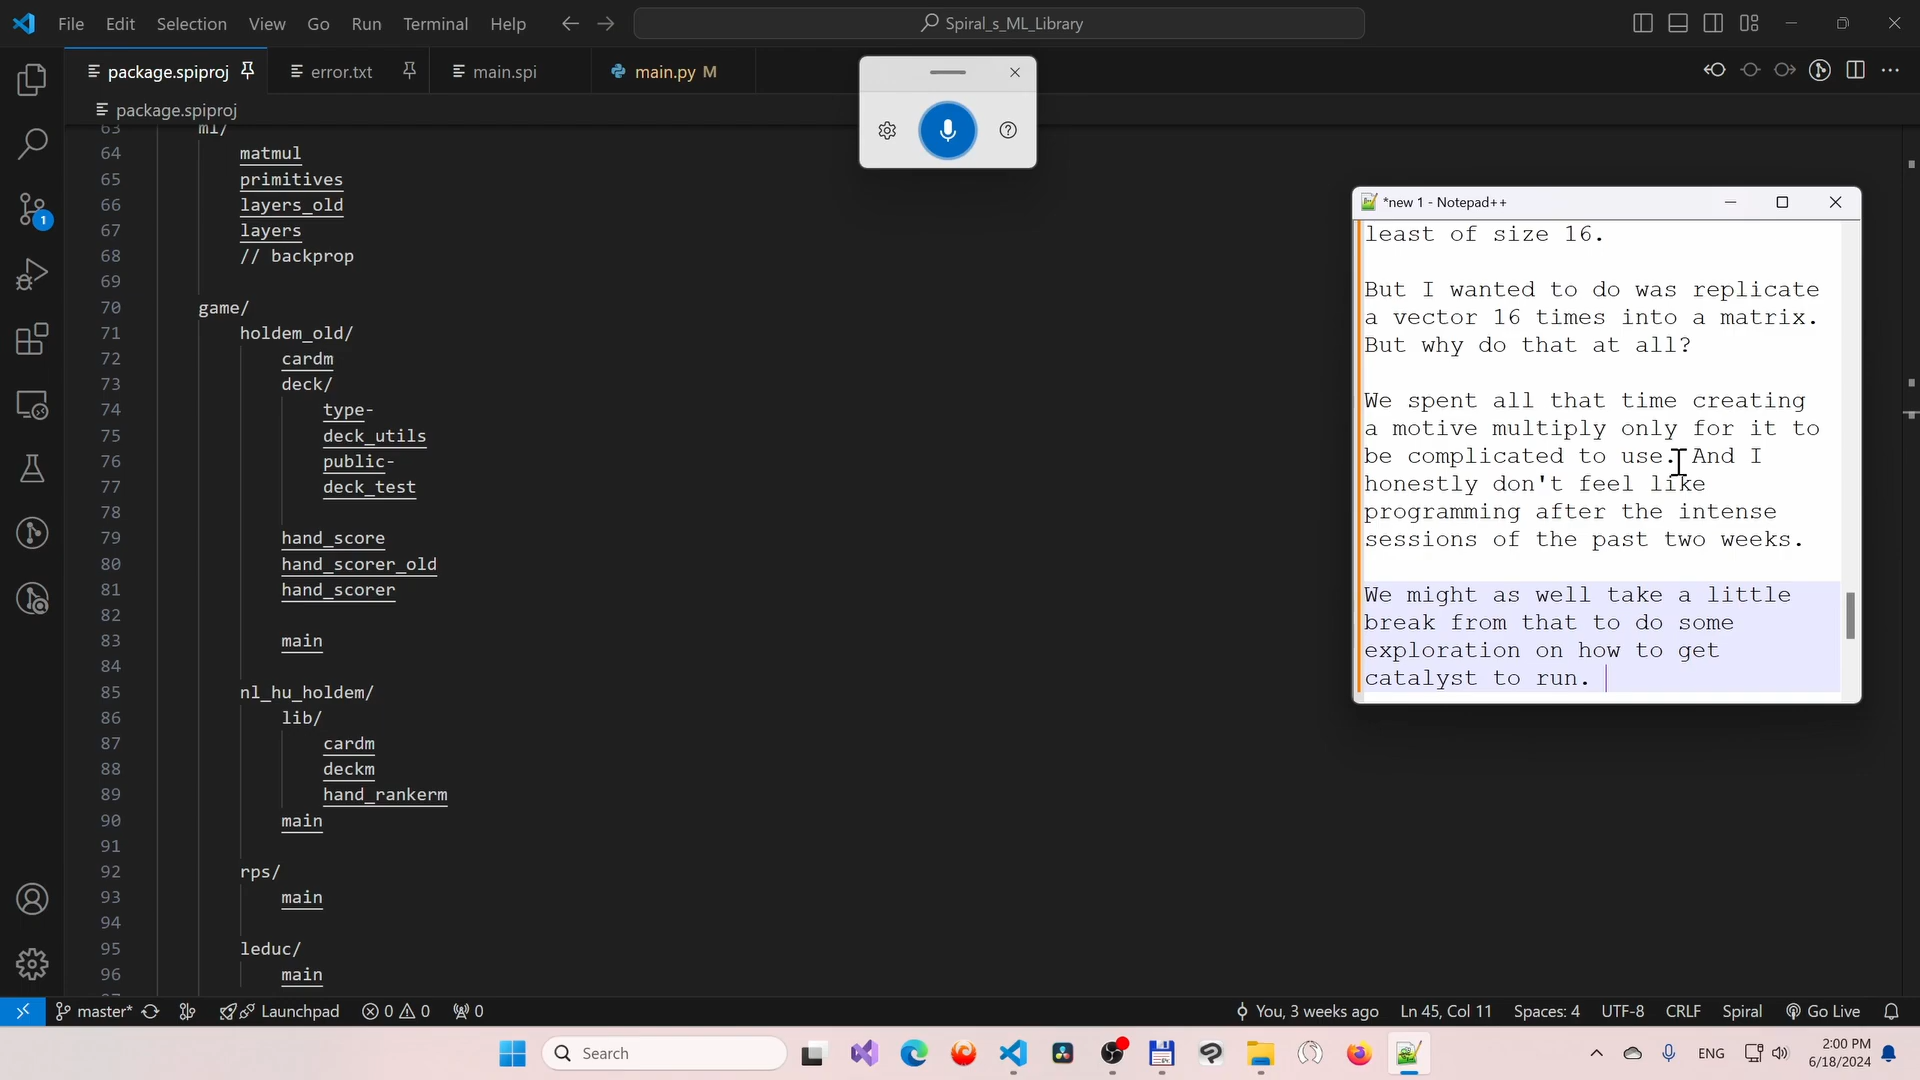 File Edit Selection View Go Run Terminal Help
Spiral_s_ML_Library
package.spiproj
error.txt
main.spi
main.py M
package.spiproj
63 ml/
64 matmul
65 primitives
66 layers_old
67 layers
68 // backprop
69
70 game/
71 holdem_old/
72 cardm
73 deck/
74 type-
75 deck_utils
76 public-
77 deck_test
78
79 hand_score
80 hand_scorer_old
81 hand_scorer
82
83 main
84
85 nl_hu_holdem/
86 lib/
87 cardm
88 deckm
89 hand_rankerm
90 main
91
92 rps/
93 main
94
95 leduc/
96 main
*new 1 - Notepad++
least of size 16.
But I wanted to do was replicate
a vector 16 times into a matrix.
But why do that at all?
We spent all that time creating
a motive multiply only for it to
be complicated to use. And I
honestly don't feel like
programming after the intense
sessions of the past two weeks.
We might as well take a little
break from that to do some
exploration on how to get
catalyst to run.
1
master* Launchpad 0 0 0
You, 3 weeks ago Ln 45, Col 11 Spaces: 4 UTF-8 CRLF Spiral Go Live
Search
ENG
2:00 PM
6/18/2024